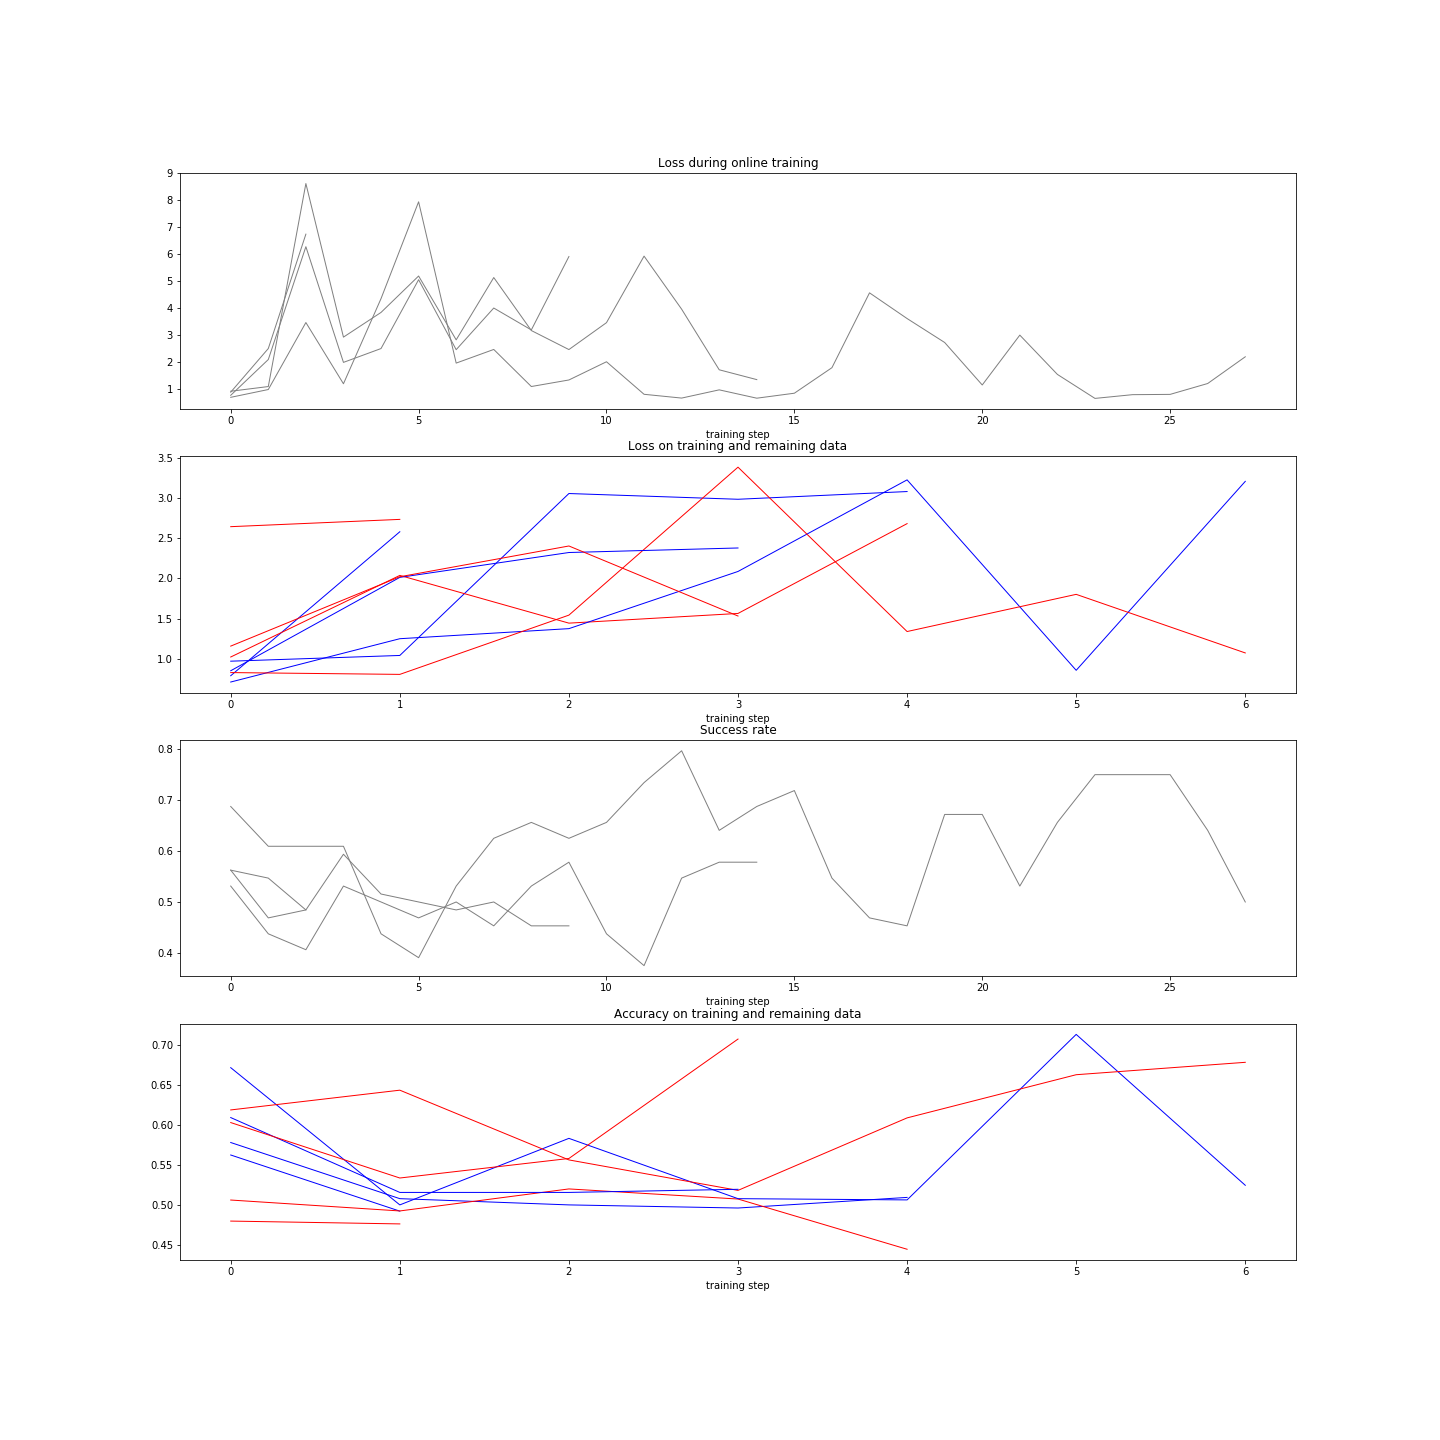 Loss during online training
9
8
7
6
5
4
3
2
1
0 5 10 15 20 25
training step
Loss on training and remaining data
3.5
3.0
2.5
2.0
1.5
1.0
0 1 2 3 4 5 6
training step
Success rate
0.8
0.7
0.6
0.5
0.4
0 5 10 15 20 25
training step
Accuracy on training and remaining data
0.70
0.65
0.60
0.55
0.50
0.45
0 1 2 3 4 5 6
training step